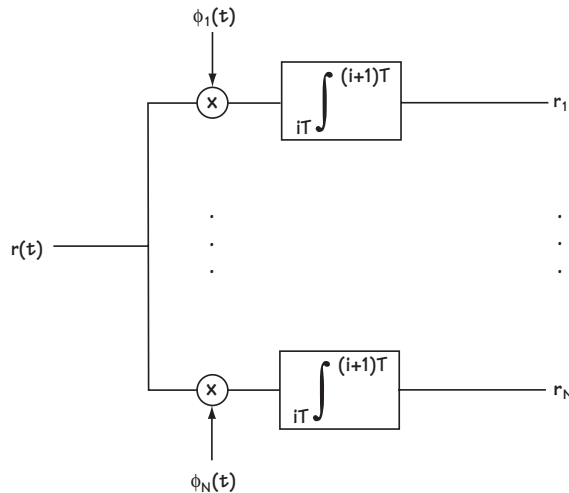 ϕ₁(t)
x
∫ (i+1)T
iT
r₁
r(t)
x
∫ (i+1)T
iT
r_N
ϕ_N(t)